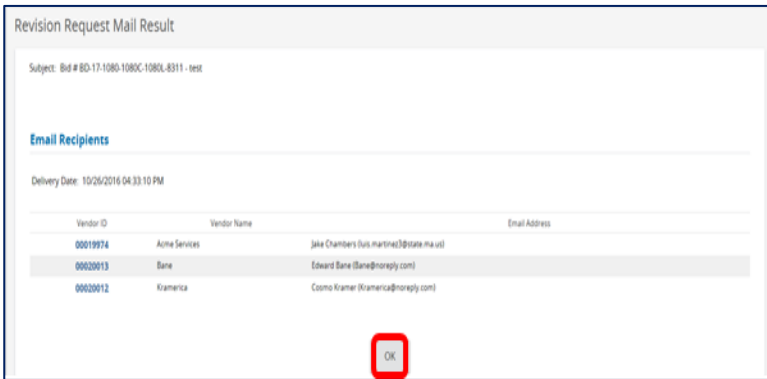 Revision Request Mail Result
Subject: Bid # BD-17-1080-1080C-1080L-8311 - test
Email Recipients
Delivery Date: 10/26/2016 04:33:10 PM
Vendor ID Vendor Name Email Address
00019974 Acme Services Jake Chambers (luis.martinez3@state.ma.us)
00020013 Bane Edward Bane (Bane@noreply.com)
00020012 Kramerica Cosmo Kramer (Kramerica@noreply.com)
OK